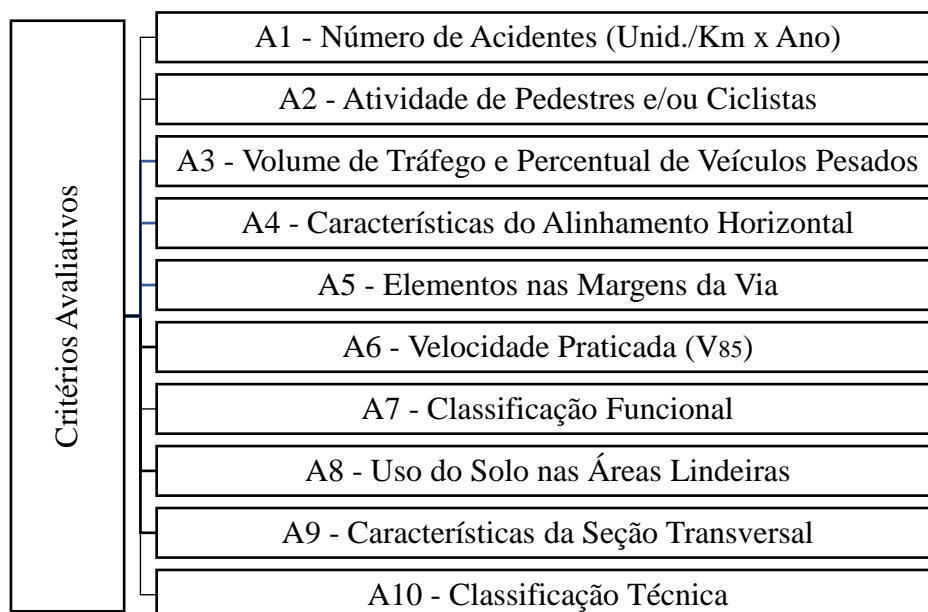 Critérios Avaliativos
A1 - Número de Acidentes (Unid./Km x Ano)
A2 - Atividade de Pedestres e/ou Ciclistas
A3 - Volume de Tráfego e Percentual de Veículos Pesados
A4 - Características do Alinhamento Horizontal
A5 - Elementos nas Margens da Via
A6 - Velocidade Praticada (V85)
A7 - Classificação Funcional
A8 - Uso do Solo nas Áreas Lindeiras
A9 - Características da Seção Transversal
A10 - Classificação Técnica